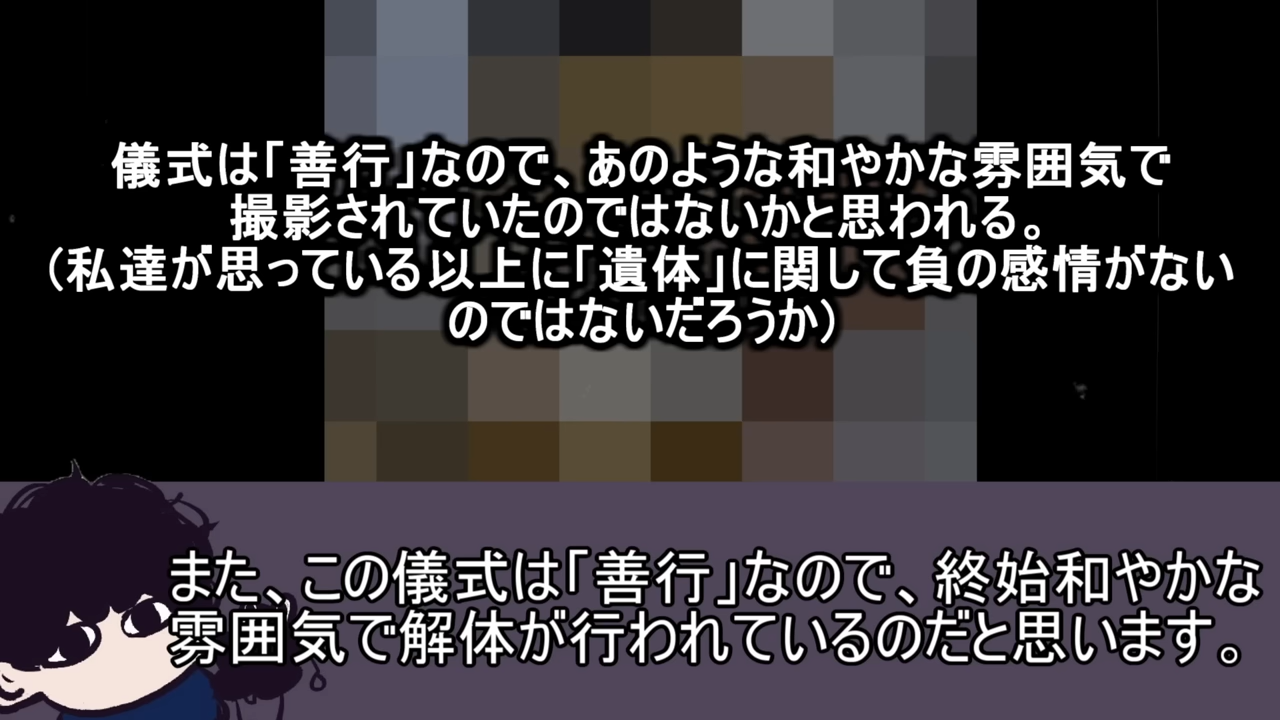 儀式は「善行」なので、あのような和やかな雰囲気で
撮影されていたのではないかと思われる。
（私達が思っている以上に「遺体」に関して負の感情がない
のではないだろうか）
また、この儀式は「善行」なので、終始和やかな
雰囲気で解体が行われているのだと思います。